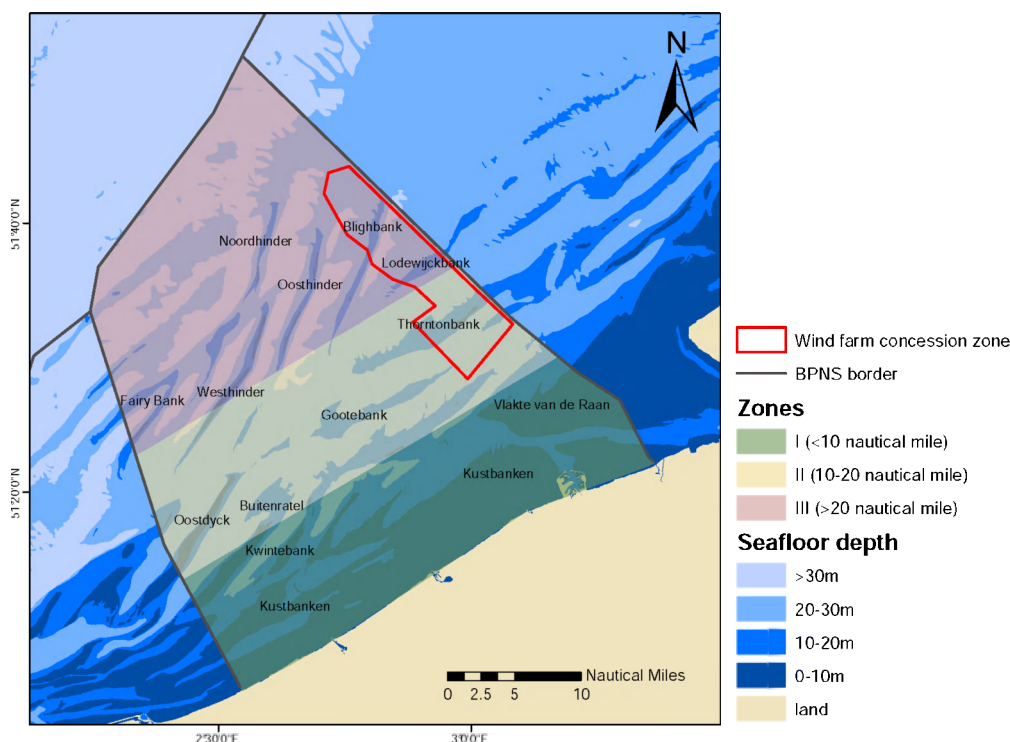 N
51°40'0"N
Blighbank
Noordhinder
Lodewijckbank
Oosthinder
Thorntonbank
Westhinder
Fairy Bank
Gootebank
Vlakte van de Raan
Kustbanken
51°20'0"N
Buitenratel
Oostdyck
Kwintebank
Kustbanken
Nautical Miles
0 2.5 5 10
2°30'0"E
3°0'0"E
Wind farm concession zone
BPNS border
Zones
I (<10 nautical mile)
II (10-20 nautical mile)
III (>20 nautical mile)
Seafloor depth
>30m
20-30m
10-20m
0-10m
land